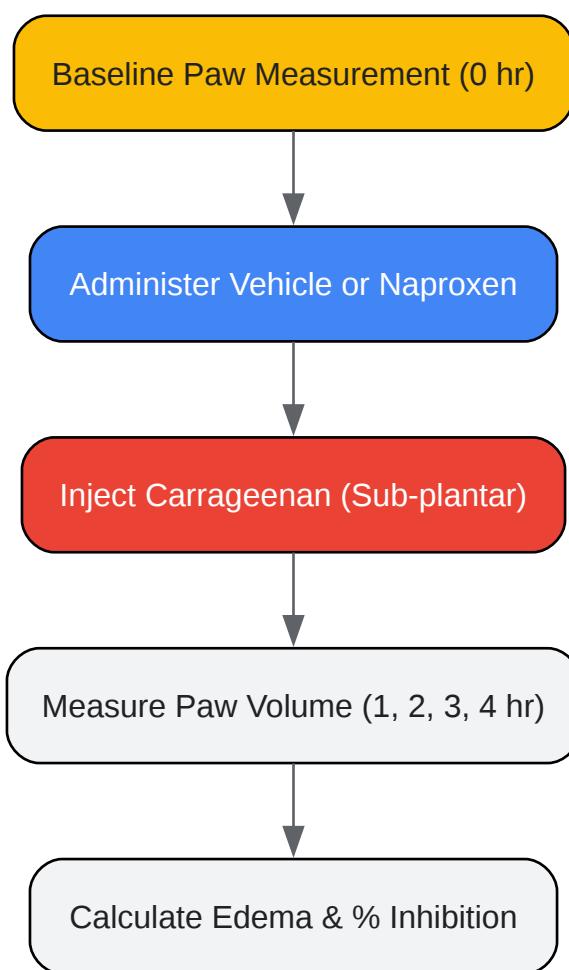 Baseline Paw Measurement (0 hr)
Administer Vehicle or Naproxen
Inject Carrageenan (Sub-plantar)
Measure Paw Volume (1, 2, 3, 4 hr)
Calculate Edema & % Inhibition